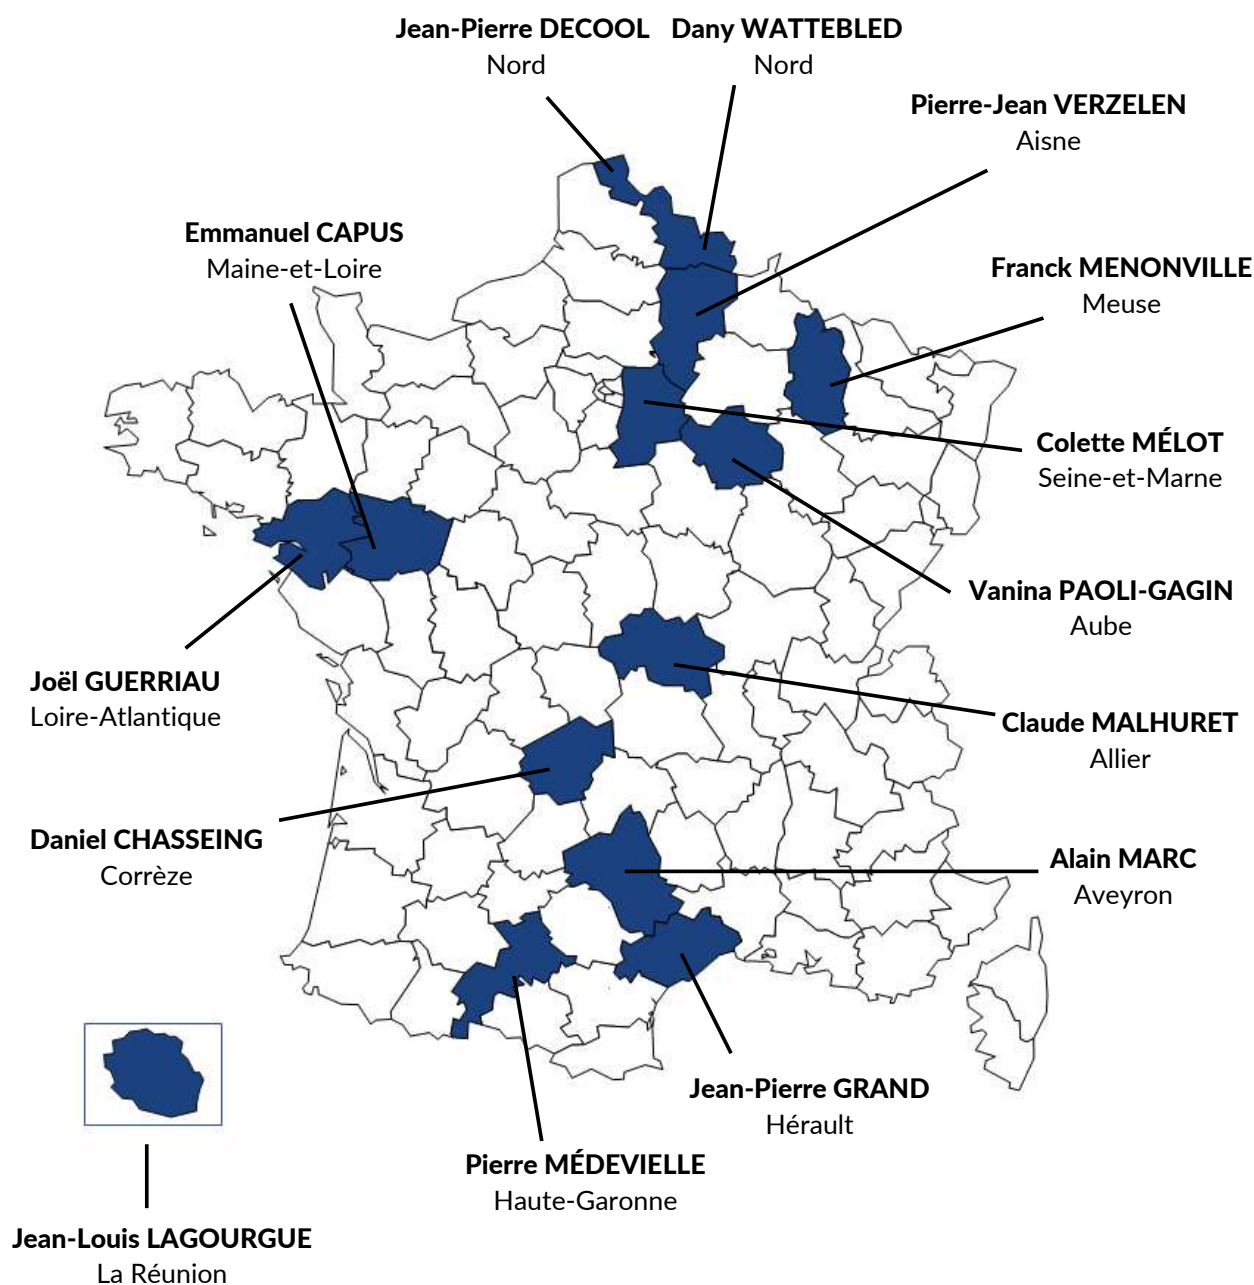 Jean-Pierre DECOOL
Nord
Dany WATTEBLED
Nord
Pierre-Jean VERZELEN
Aisne
Emmanuel CAPUS
Maine-et-Loire
Franck MENONVILLE
Meuse
Colette MÉLOT
Seine-et-Marne
Vanina PAOLI-GAGIN
Aube
Joël GUERRIAU
Loire-Atlantique
Claude MALHURET
Allier
Daniel CHASSEING
Corrèze
Alain MARC
Aveyron
Jean-Pierre GRAND
Hérault
Pierre MÉDEVIELLE
Haute-Garonne
Jean-Louis LAGOURGUE
La Réunion